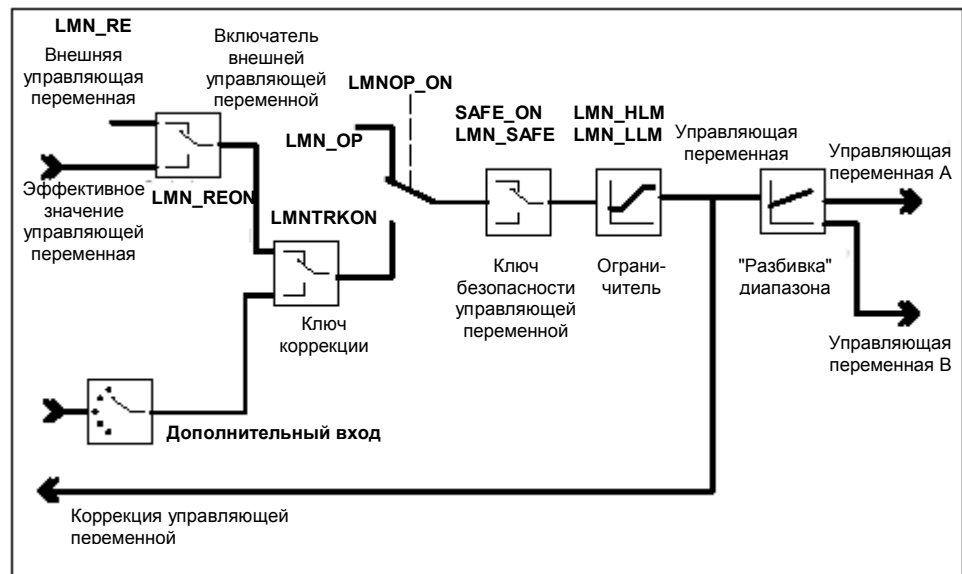 LMN_RE
Внешняя
управляющая
переменная
Включатель
внешней
управляющей
переменной
LMNOP_ON
LMN_OP
SAFE_ON
LMN_SAFE
LMN_HLM
LMN_LLM
Управляющая
переменная
Управляющая
переменная А
Эффективное
значение
управляющей
переменная
LMN_REON
LMNTRKON
Ключ
коррекции
Ключ
безопасности
управляющей
переменной
Ограни-
читель
"Разбивка"
диапазона
Управляющая
переменная В
Дополнительный вход
Коррекция управляющей
переменной